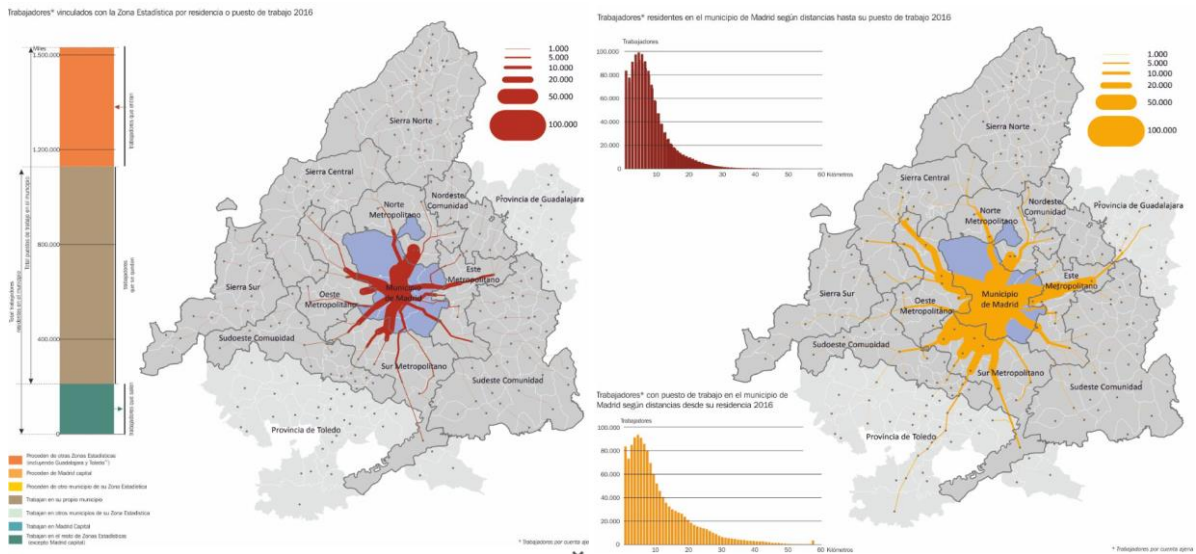 Trabajadores* vinculados con la Zona Estadística por residencia o puesto de trabajo 2016
Miles
1.500.000
1.200.000
800.000
400.000
0
Total trabajadores residentes en el municipio
Total puestos de trabajo en el municipio
trabajadores que entran
trabajadores que se quedan
trabajadores que salen
Proceden de otras Zonas Estadísticas
(incluyendo Guadalajara y Toledo**)
Proceden de Madrid capital
Proceden de otro municipio de su Zona Estadística
Trabajan en su propio municipio
Trabajan en otros municipios de su Zona Estadística
Trabajan en Madrid Capital
Trabajan en el resto de Zonas Estadísticas
(excepto Madrid capital)
1.000
5.000
10.000
20.000
50.000
100.000
Sierra Norte
Sierra Central
Nordeste
Comunidad
Norte
Metropolitano
Este
Metropolitano
Municipio
de Madrid
Oeste
Metropolitano
Sierra Sur
Sudoeste Comunidad
Sur Metropolitano
Sudeste Comunidad
Provincia de Toledo
* Trabajadores por cuenta ajena
Trabajadores* residentes en el municipio de Madrid según distancias hasta su puesto de trabajo 2016
Trabajadores
100.000
80.000
60.000
40.000
20.000
0
0
10
20
30
40
50
60
Kilómetros
1.000
5.000
10.000
20.000
50.000
100.000
Sierra Norte
Sierra Central
Nordeste
Comunidad
Provincia de Guadalajara
Norte
Metropolitano
Este
Metropolitano
Municipio
de Madrid
Oeste
Metropolitano
Sierra Sur
Sudoeste Comunidad
Sur Metropolitano
Sudeste Comunidad
Provincia de Toledo
Trabajadores* con puesto de trabajo en el municipio de
Madrid según distancias desde su residencia 2016
Trabajadores
100.000
80.000
60.000
40.000
20.000
0
0
10
20
30
40
50
60
Kilómetros
* Trabajadores por cuenta ajena